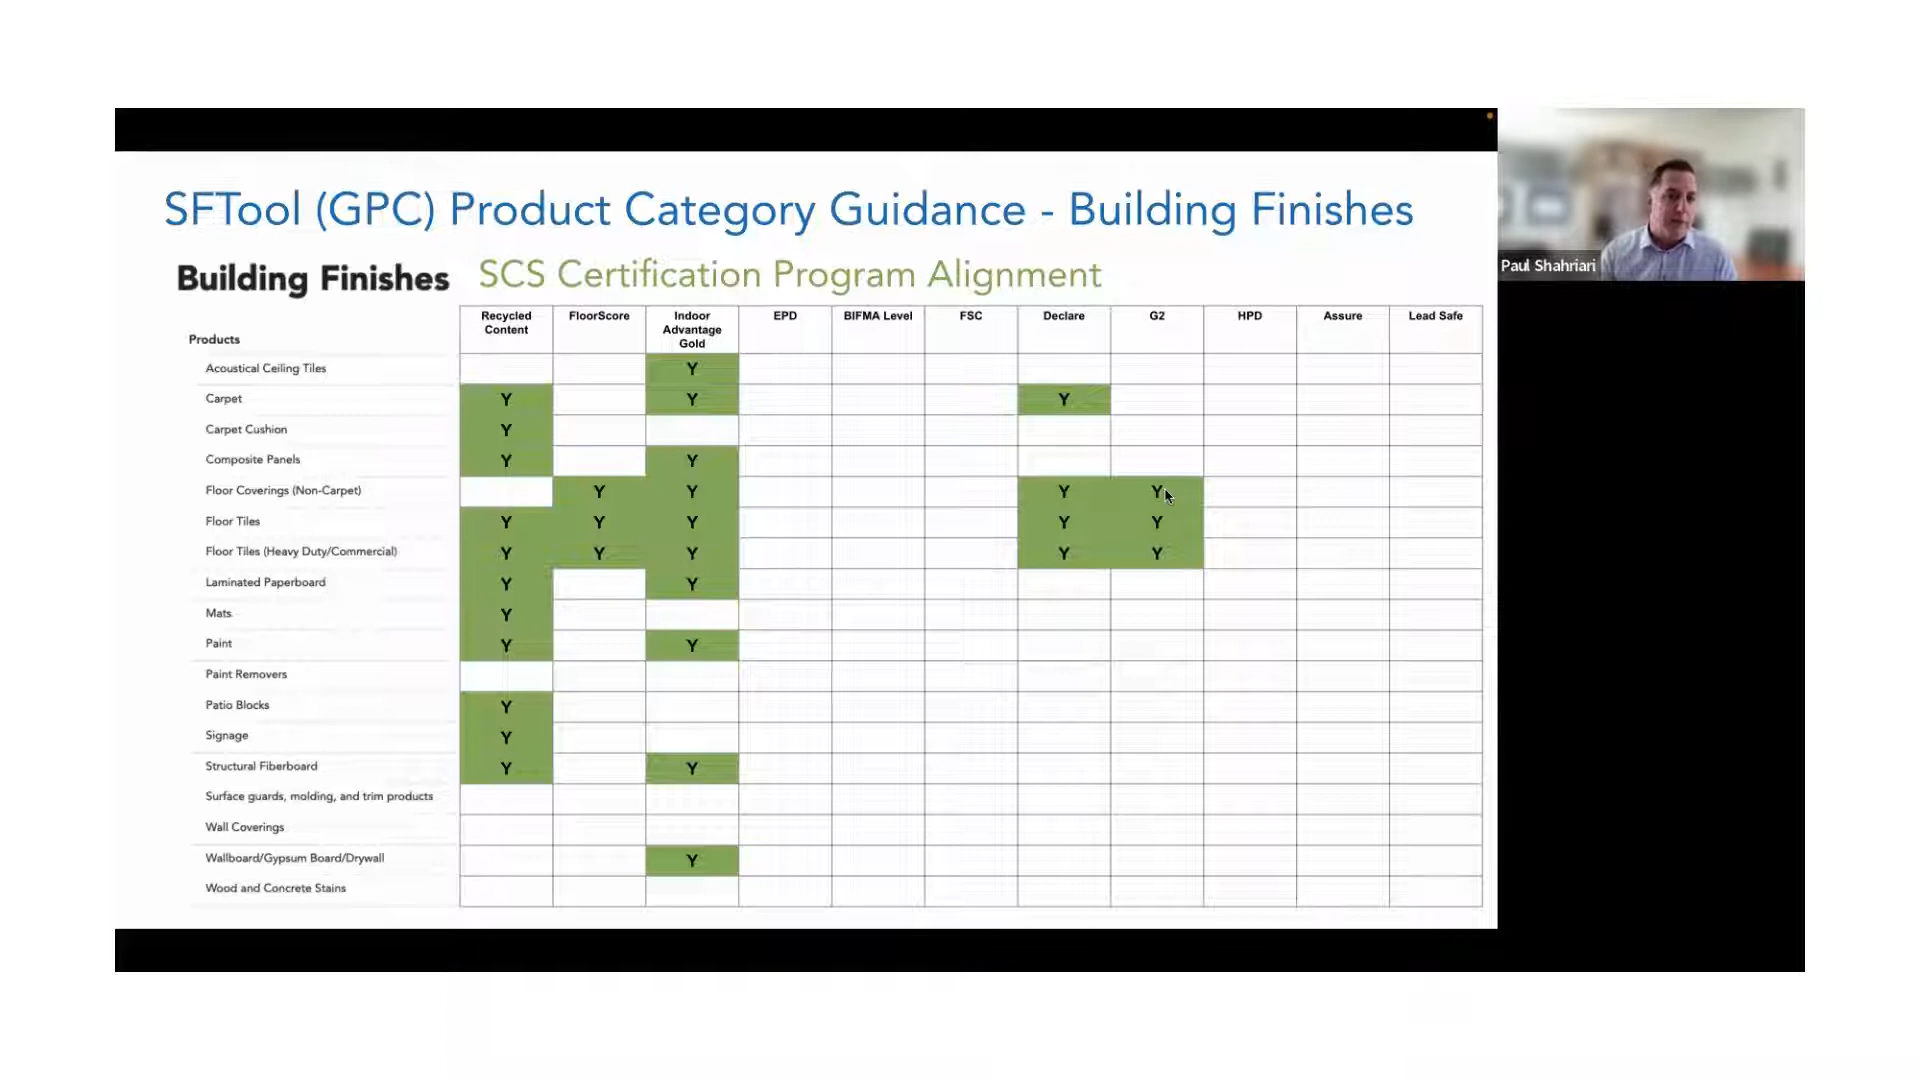 SFTool (GPC) Product Category Guidance - Building Finishes
Building Finishes SCS Certification Program Alignment
Paul Shahriari
Products Recycled Content FloorScore Indoor Advantage Gold EPD BIFMA Level FSC Declare G2 HPD Assure Lead Safe
Acoustical Ceiling Tiles Y
Carpet Y Y Y
Carpet Cushion Y
Composite Panels Y Y
Floor Coverings (Non-Carpet) Y Y Y Y
Floor Tiles Y Y Y Y Y
Floor Tiles (Heavy Duty/Commercial) Y Y Y Y Y
Laminated Paperboard Y Y
Mats Y
Paint Y Y
Paint Removers
Patio Blocks Y
Signage Y
Structural Fiberboard Y Y
Surface guards, molding, and trim products
Wall Coverings
Wallboard/Gypsum Board/Drywall Y
Wood and Concrete Stains